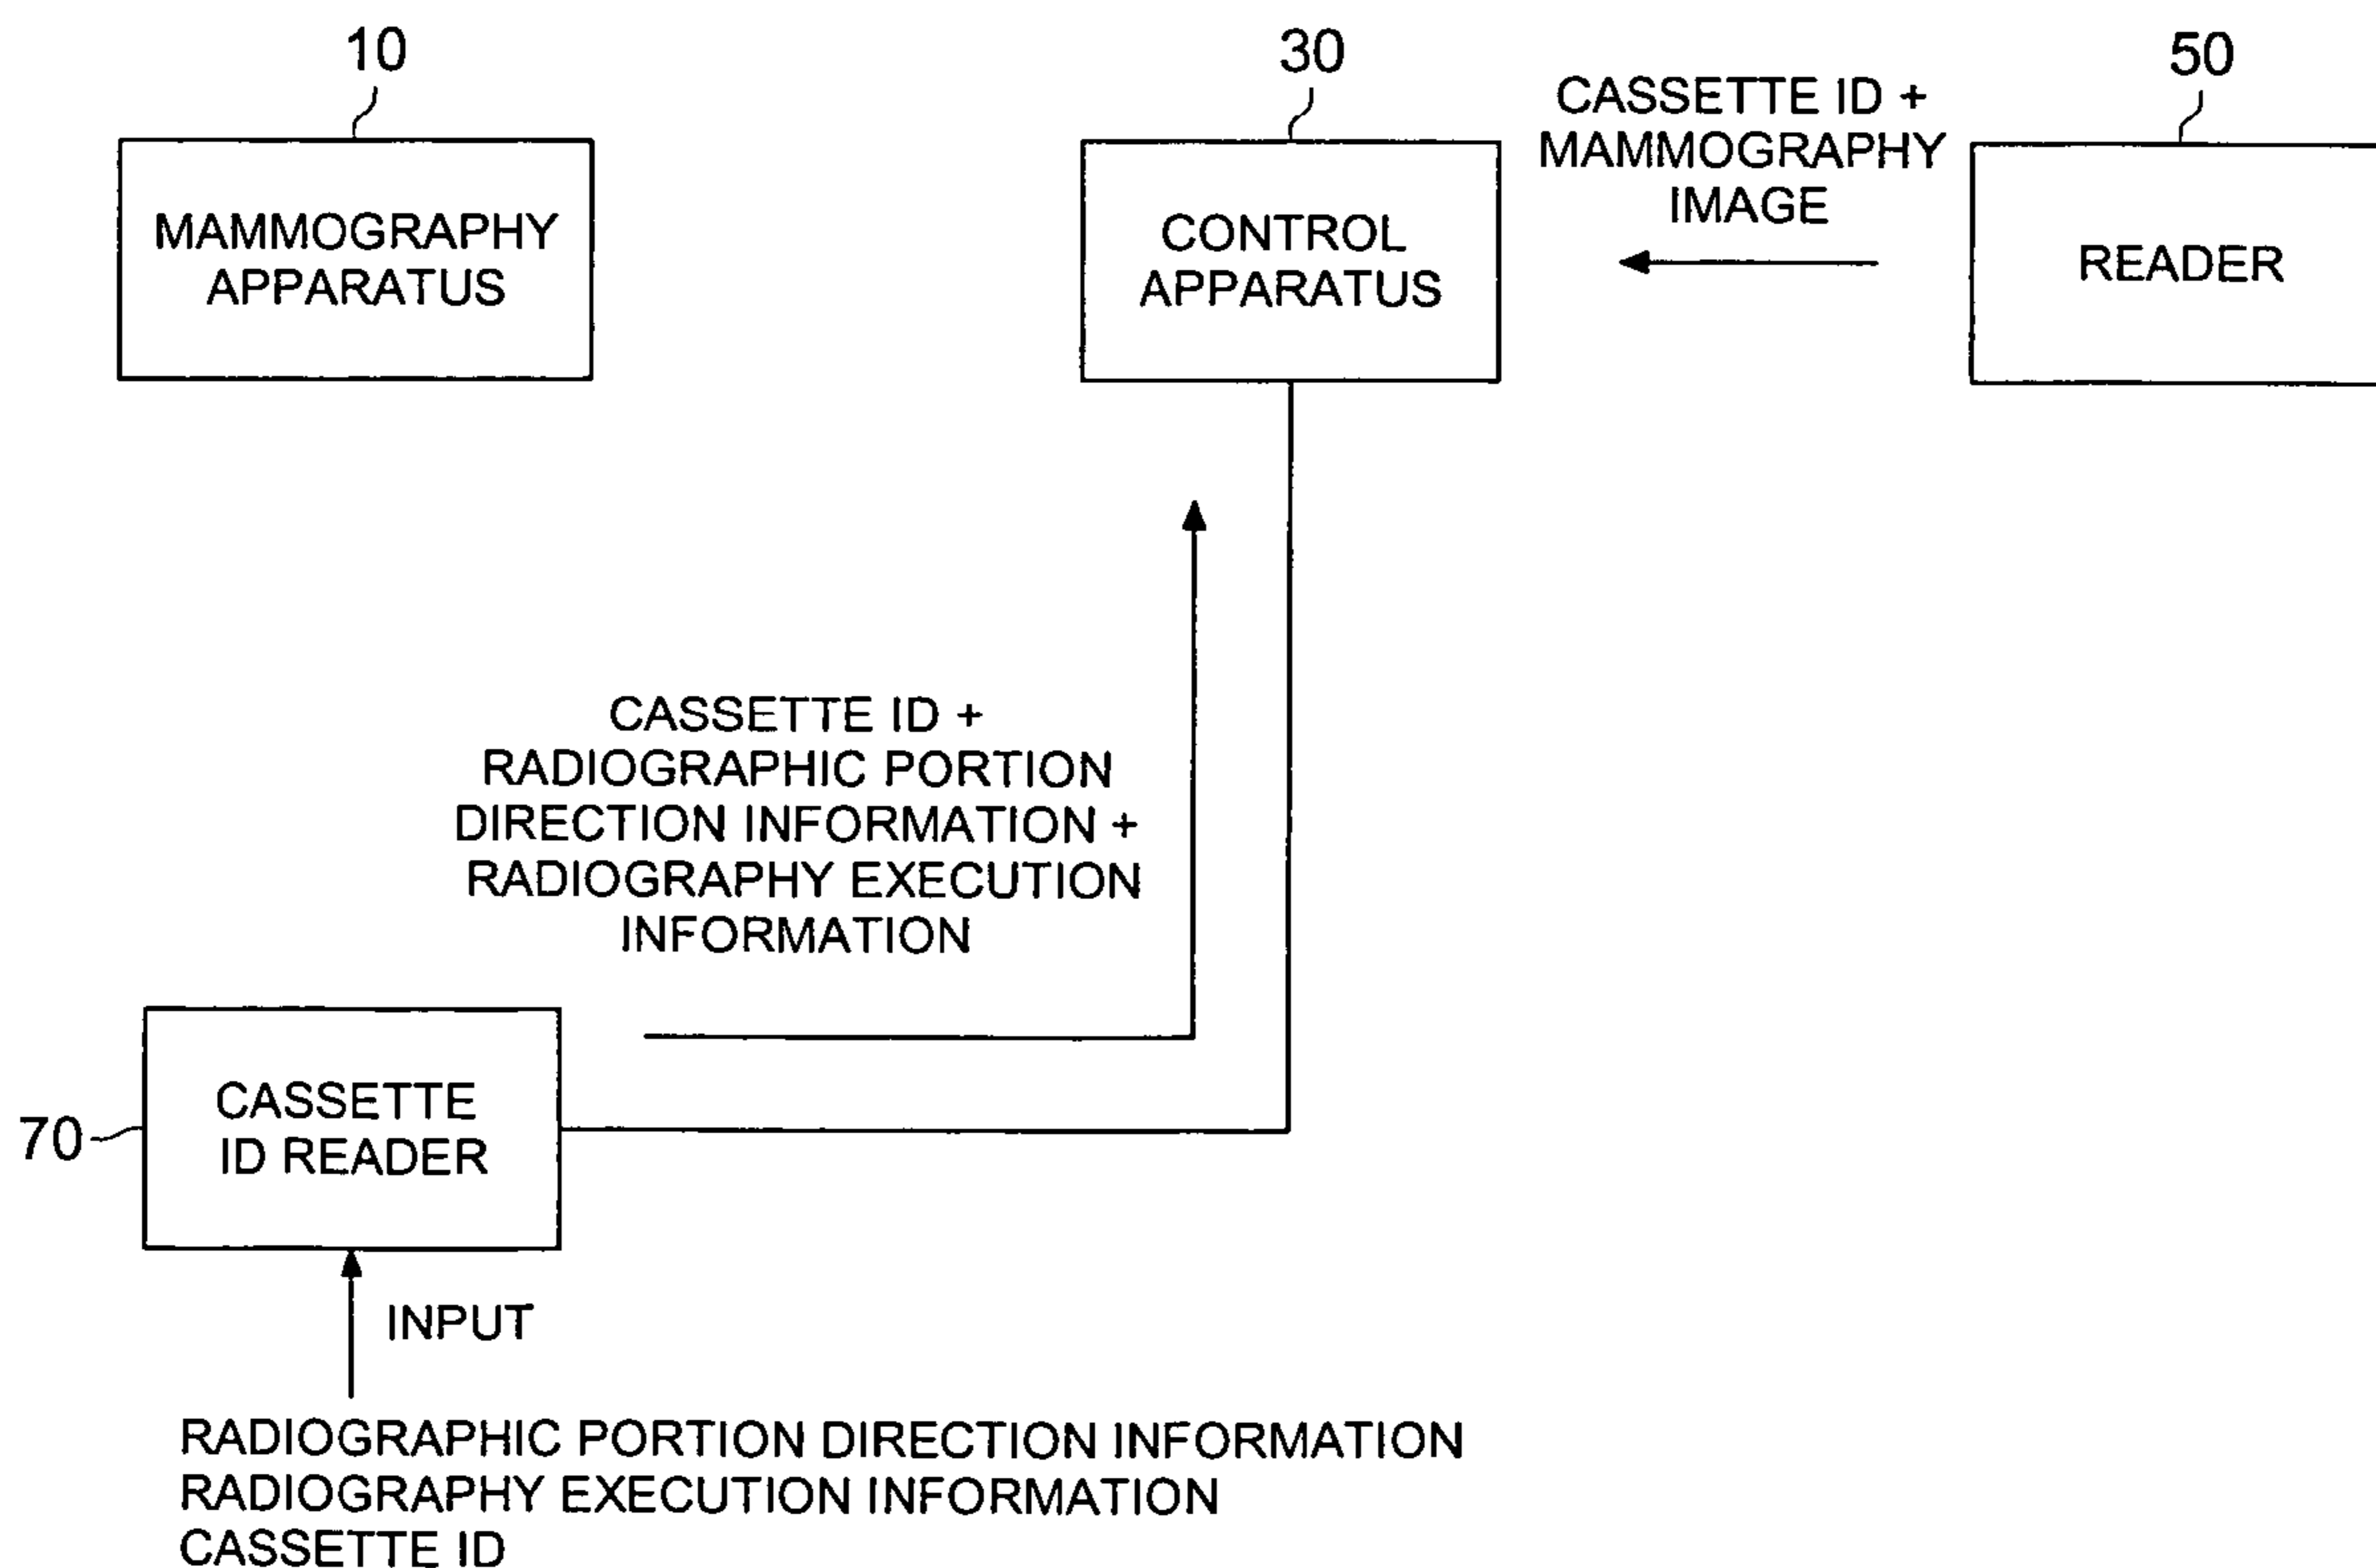 10
30
50
CASSETTE ID +
MAMMOGRAPHY
IMAGE
MAMMOGRAPHY
APPARATUS
CONTROL
APPARATUS
READER
CASSETTE ID +
RADIOGRAPHIC PORTION
DIRECTION INFORMATION +
RADIOGRAPHY EXECUTION
INFORMATION
70
CASSETTE
ID READER
INPUT
RADIOGRAPHIC PORTION DIRECTION INFORMATION
RADIOGRAPHY EXECUTION INFORMATION
CASSETTE ID